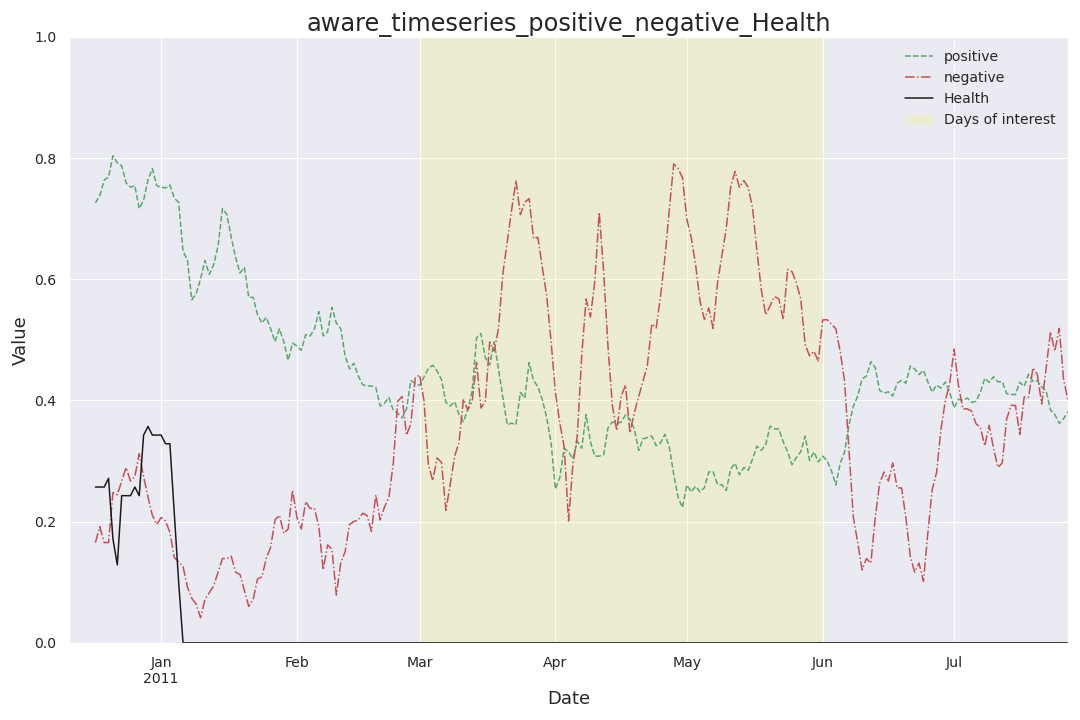 aware_timeseries_positive_negative_Health
1.0
0.8
0.6
0.4
0.2
0.0
Value
positive
negative
Health
Days of interest
Jan
2011
Feb
Mar
Apr
May
Jun
Jul
Date